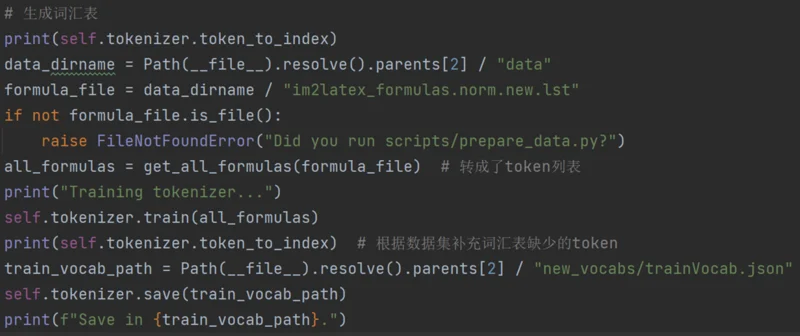 # 生成词汇表
print(self.tokenizer.token_to_index)
data_dirname = Path(__file__).resolve().parents[2] / "data"
formula_file = data_dirname / "im2latex_formulas.norm.new.lst"
if not formula_file.is_file():
    raise FileNotFoundError("Did you run scripts/prepare_data.py?")
all_formulas = get_all_formulas(formula_file)  # 转成了token列表
print("Training tokenizer...")
self.tokenizer.train(all_formulas)
print(self.tokenizer.token_to_index)  # 根据数据集补充词汇表缺少的token
train_vocab_path = Path(__file__).resolve().parents[2] / "new_vocabs/trainVocab.json"
self.tokenizer.save(train_vocab_path)
print(f"Save in {train_vocab_path}.")